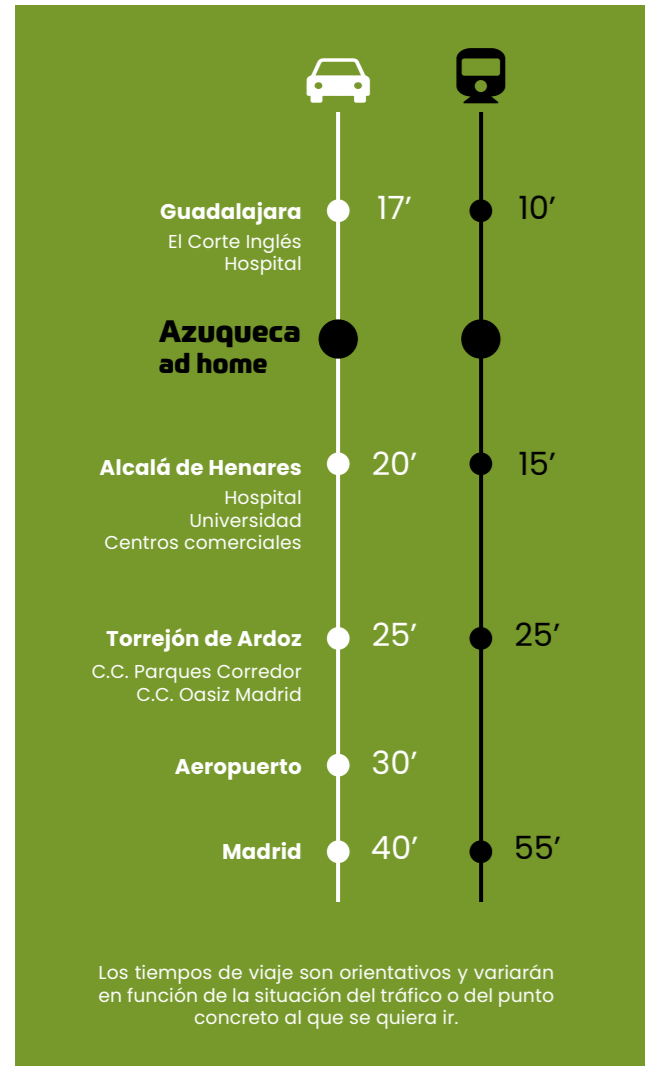 Guadalajara 17’ 10’
El Corte Inglés
Hospital
Azuqueca
ad home
Alcalá de Henares 20’ 15’
Hospital
Universidad
Centros comerciales
Torrejón de Ardoz 25’ 25’
C.C. Parques Corredor
C.C. Oasiz Madrid
Aeropuerto 30’
Madrid 40’ 55’
Los tiempos de viaje son orientativos y variarán
en función de la situación del tráfico o del punto
concreto al que se quiera ir.